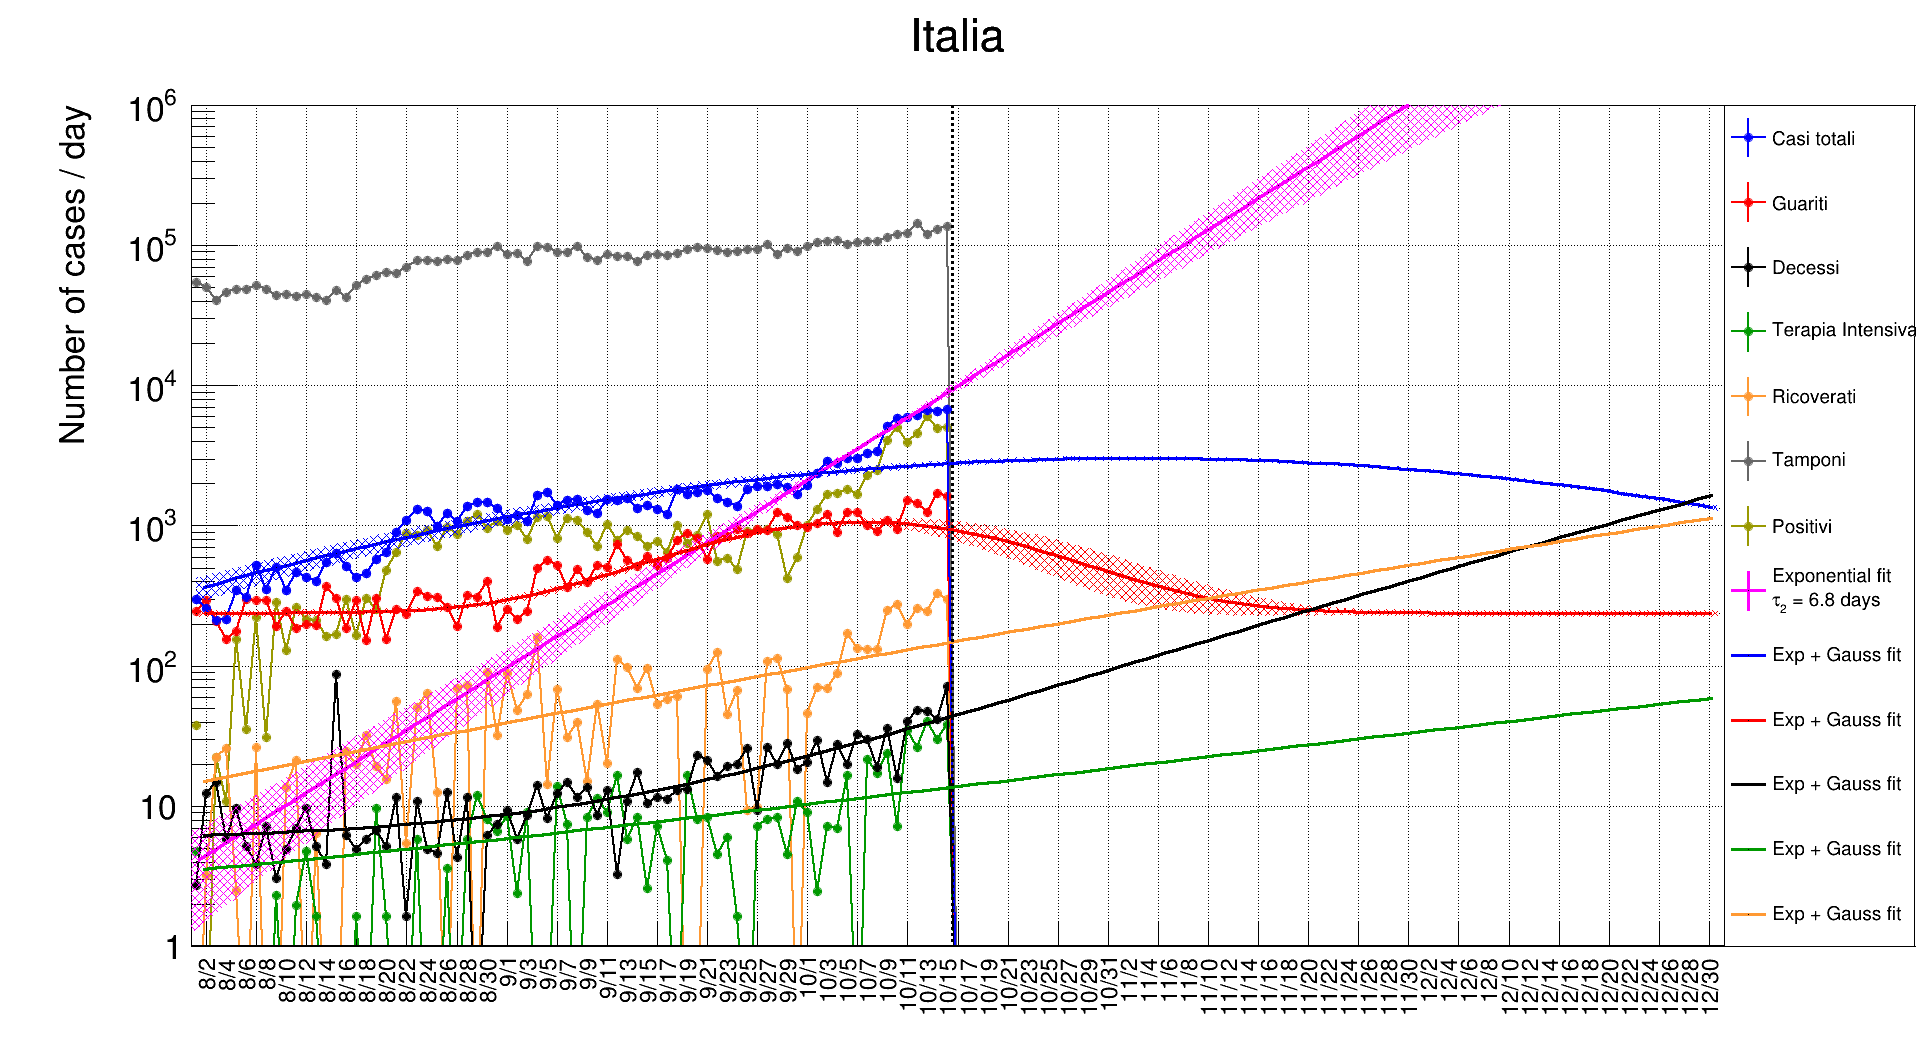 Italia
Number of cases / day
10^6
10^5
10^4
10^3
10^2
10
1
8/2 8/4 8/6 8/8 8/10 8/12 8/14 8/16 8/18 8/20 8/22 8/24 8/26 8/28 8/30 9/1 9/3 9/5 9/7 9/9 9/11 9/13 9/15 9/17 9/19 9/21 9/23 9/25 9/27 9/29 10/1 10/3 10/5 10/7 10/9 10/11 10/13 10/15 10/17 10/19 10/21 10/23 10/25 10/27 10/29 10/31 11/2 11/4 11/6 11/8 11/10 11/12 11/14 11/16 11/18 11/20 11/22 11/24 11/26 11/28 11/30 12/2 12/4 12/6 12/8 12/10 12/12 12/14 12/16 12/18 12/20 12/22 12/24 12/26 12/28 12/30
Casi totali
Guariti
Decessi
Terapia Intensiva
Ricoverati
Tamponi
Positivi
Exponential fit
τ₂ = 6.8 days
Exp + Gauss fit
Exp + Gauss fit
Exp + Gauss fit
Exp + Gauss fit
Exp + Gauss fit